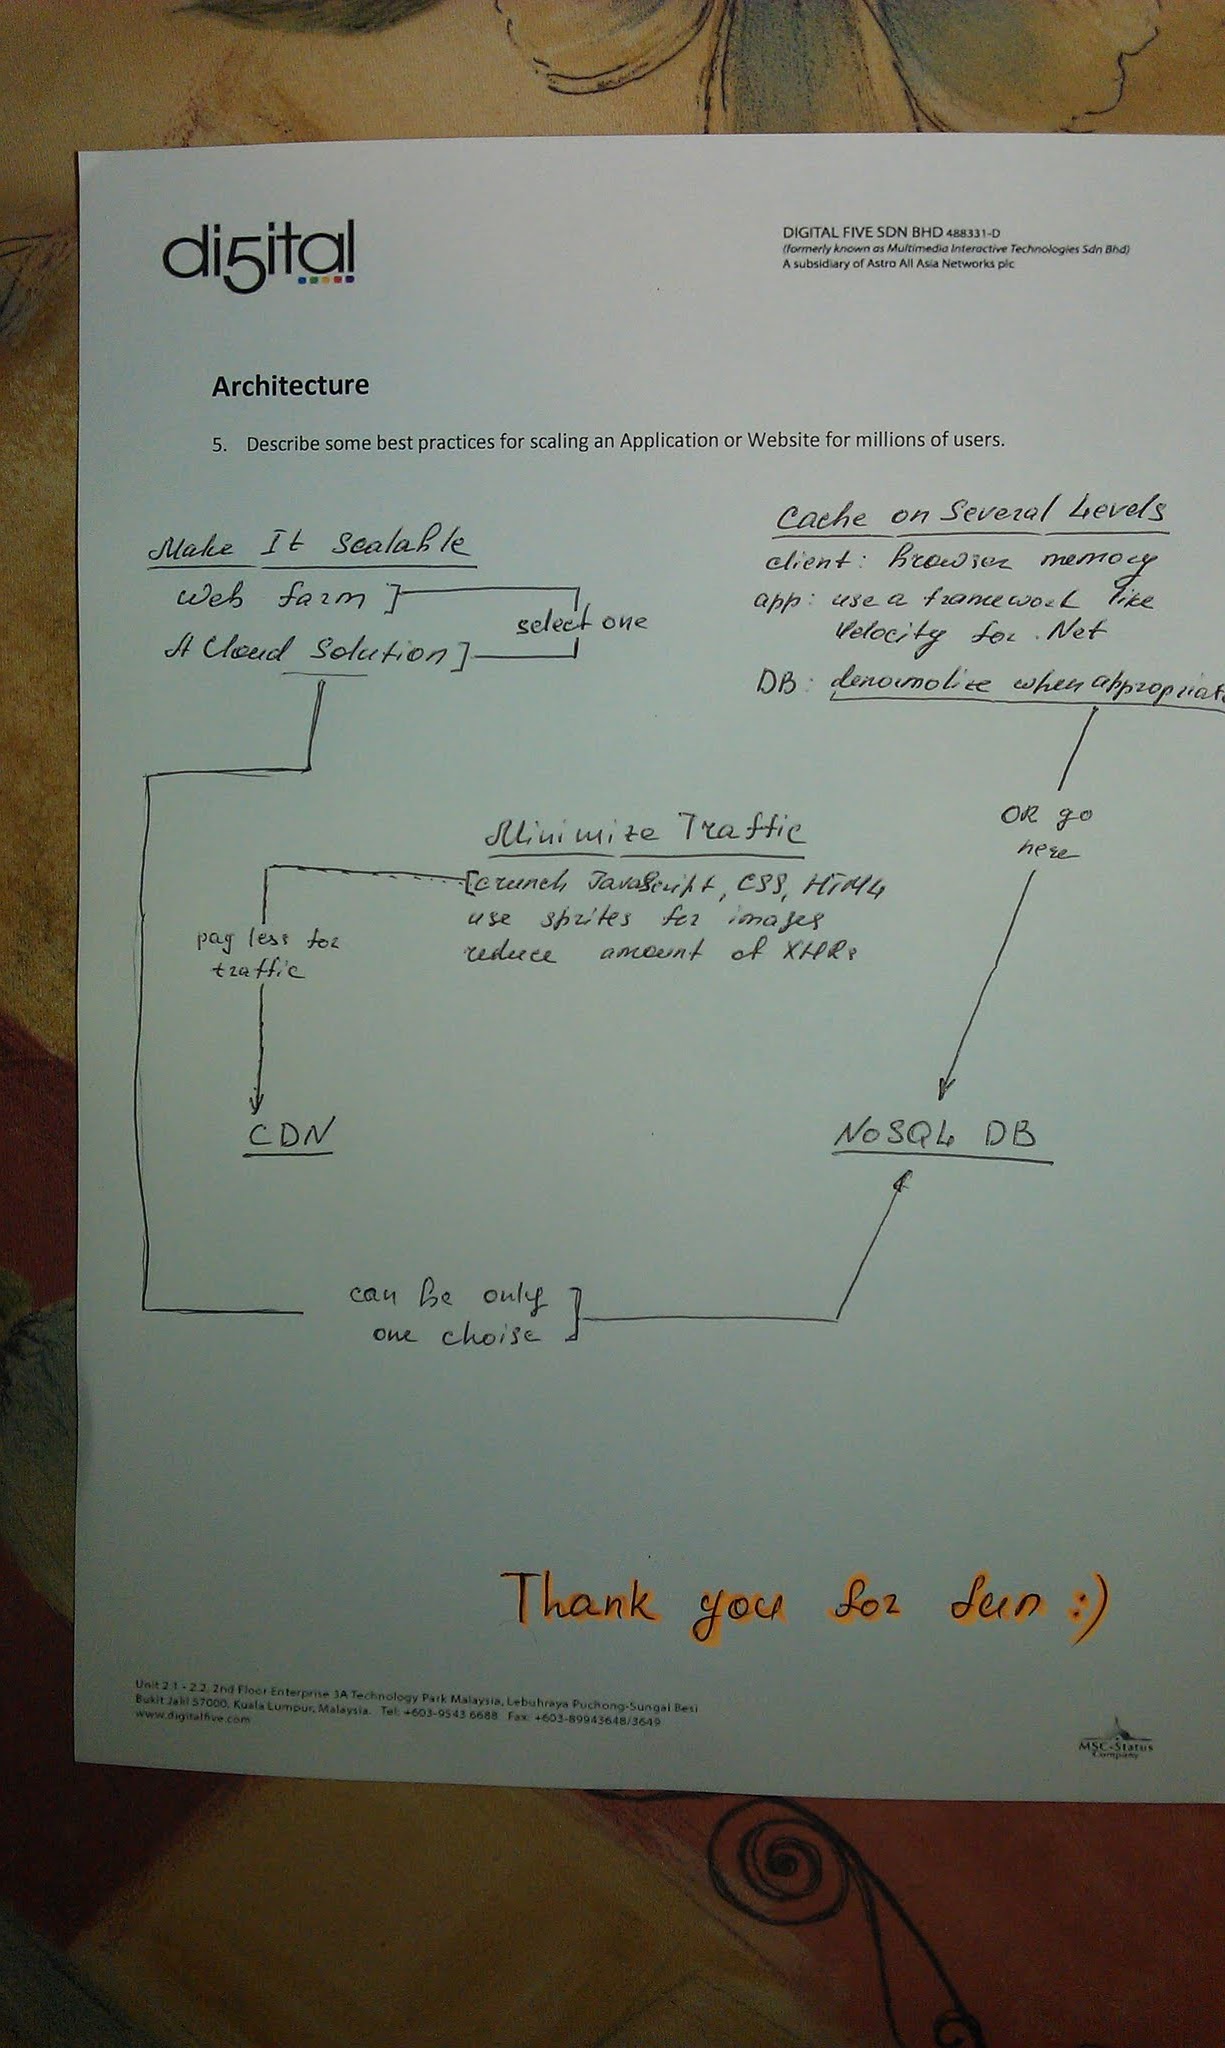 di5ital
DIGITAL FIVE SDN BHD 488331-D
(formerly known as Multimedia Interactive Technologies Sdn Bhd)
A subsidiary of Astro All Asia Networks plc
Architecture
5. Describe some best practices for scaling an Application or Website for millions of users.
Make It Scalable
Web farm
A Cloud Solution
select one
Cache on Several Levels
client: browser memory
app: use a framework like
Velocity for .Net
DB: denormolize when appropriate
OR go
here
Minimize Traffic
crunch JavaScript, CSS, HTML
use sprites for images
reduce amount of XHRs
pay less for
traffic
CDN
NoSQL DB
can be only
one choise
Thank you for fun :)
Unit 2.1 - 2.2, 2nd Floor Enterprise 3A Technology Park Malaysia, Lebuhraya Puchong-Sungai Besi
Bukit Jalil 57000, Kuala Lumpur, Malaysia. Tel: +603-9543 6688 Fax: +603-89943648/3649
www.digitalfive.com
MSC-Status
Company